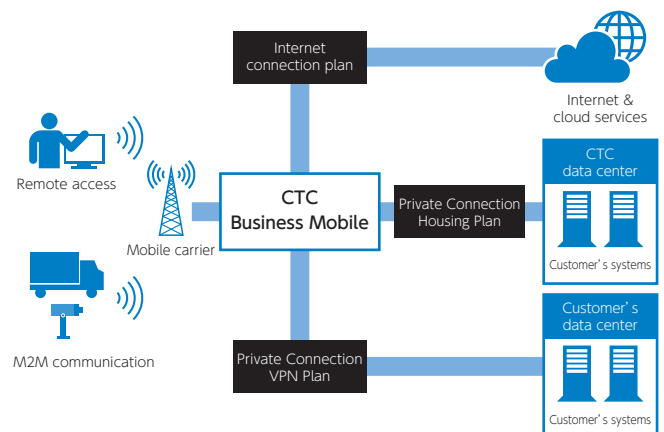 Internet
connection plan
Internet &
cloud services
Remote access
Mobile carrier
M2M communication
CTC
Business Mobile
Private Connection
Housing Plan
CTC
data center
Customer's systems
Private Connection
VPN Plan
Customer's
data center
Customer's systems